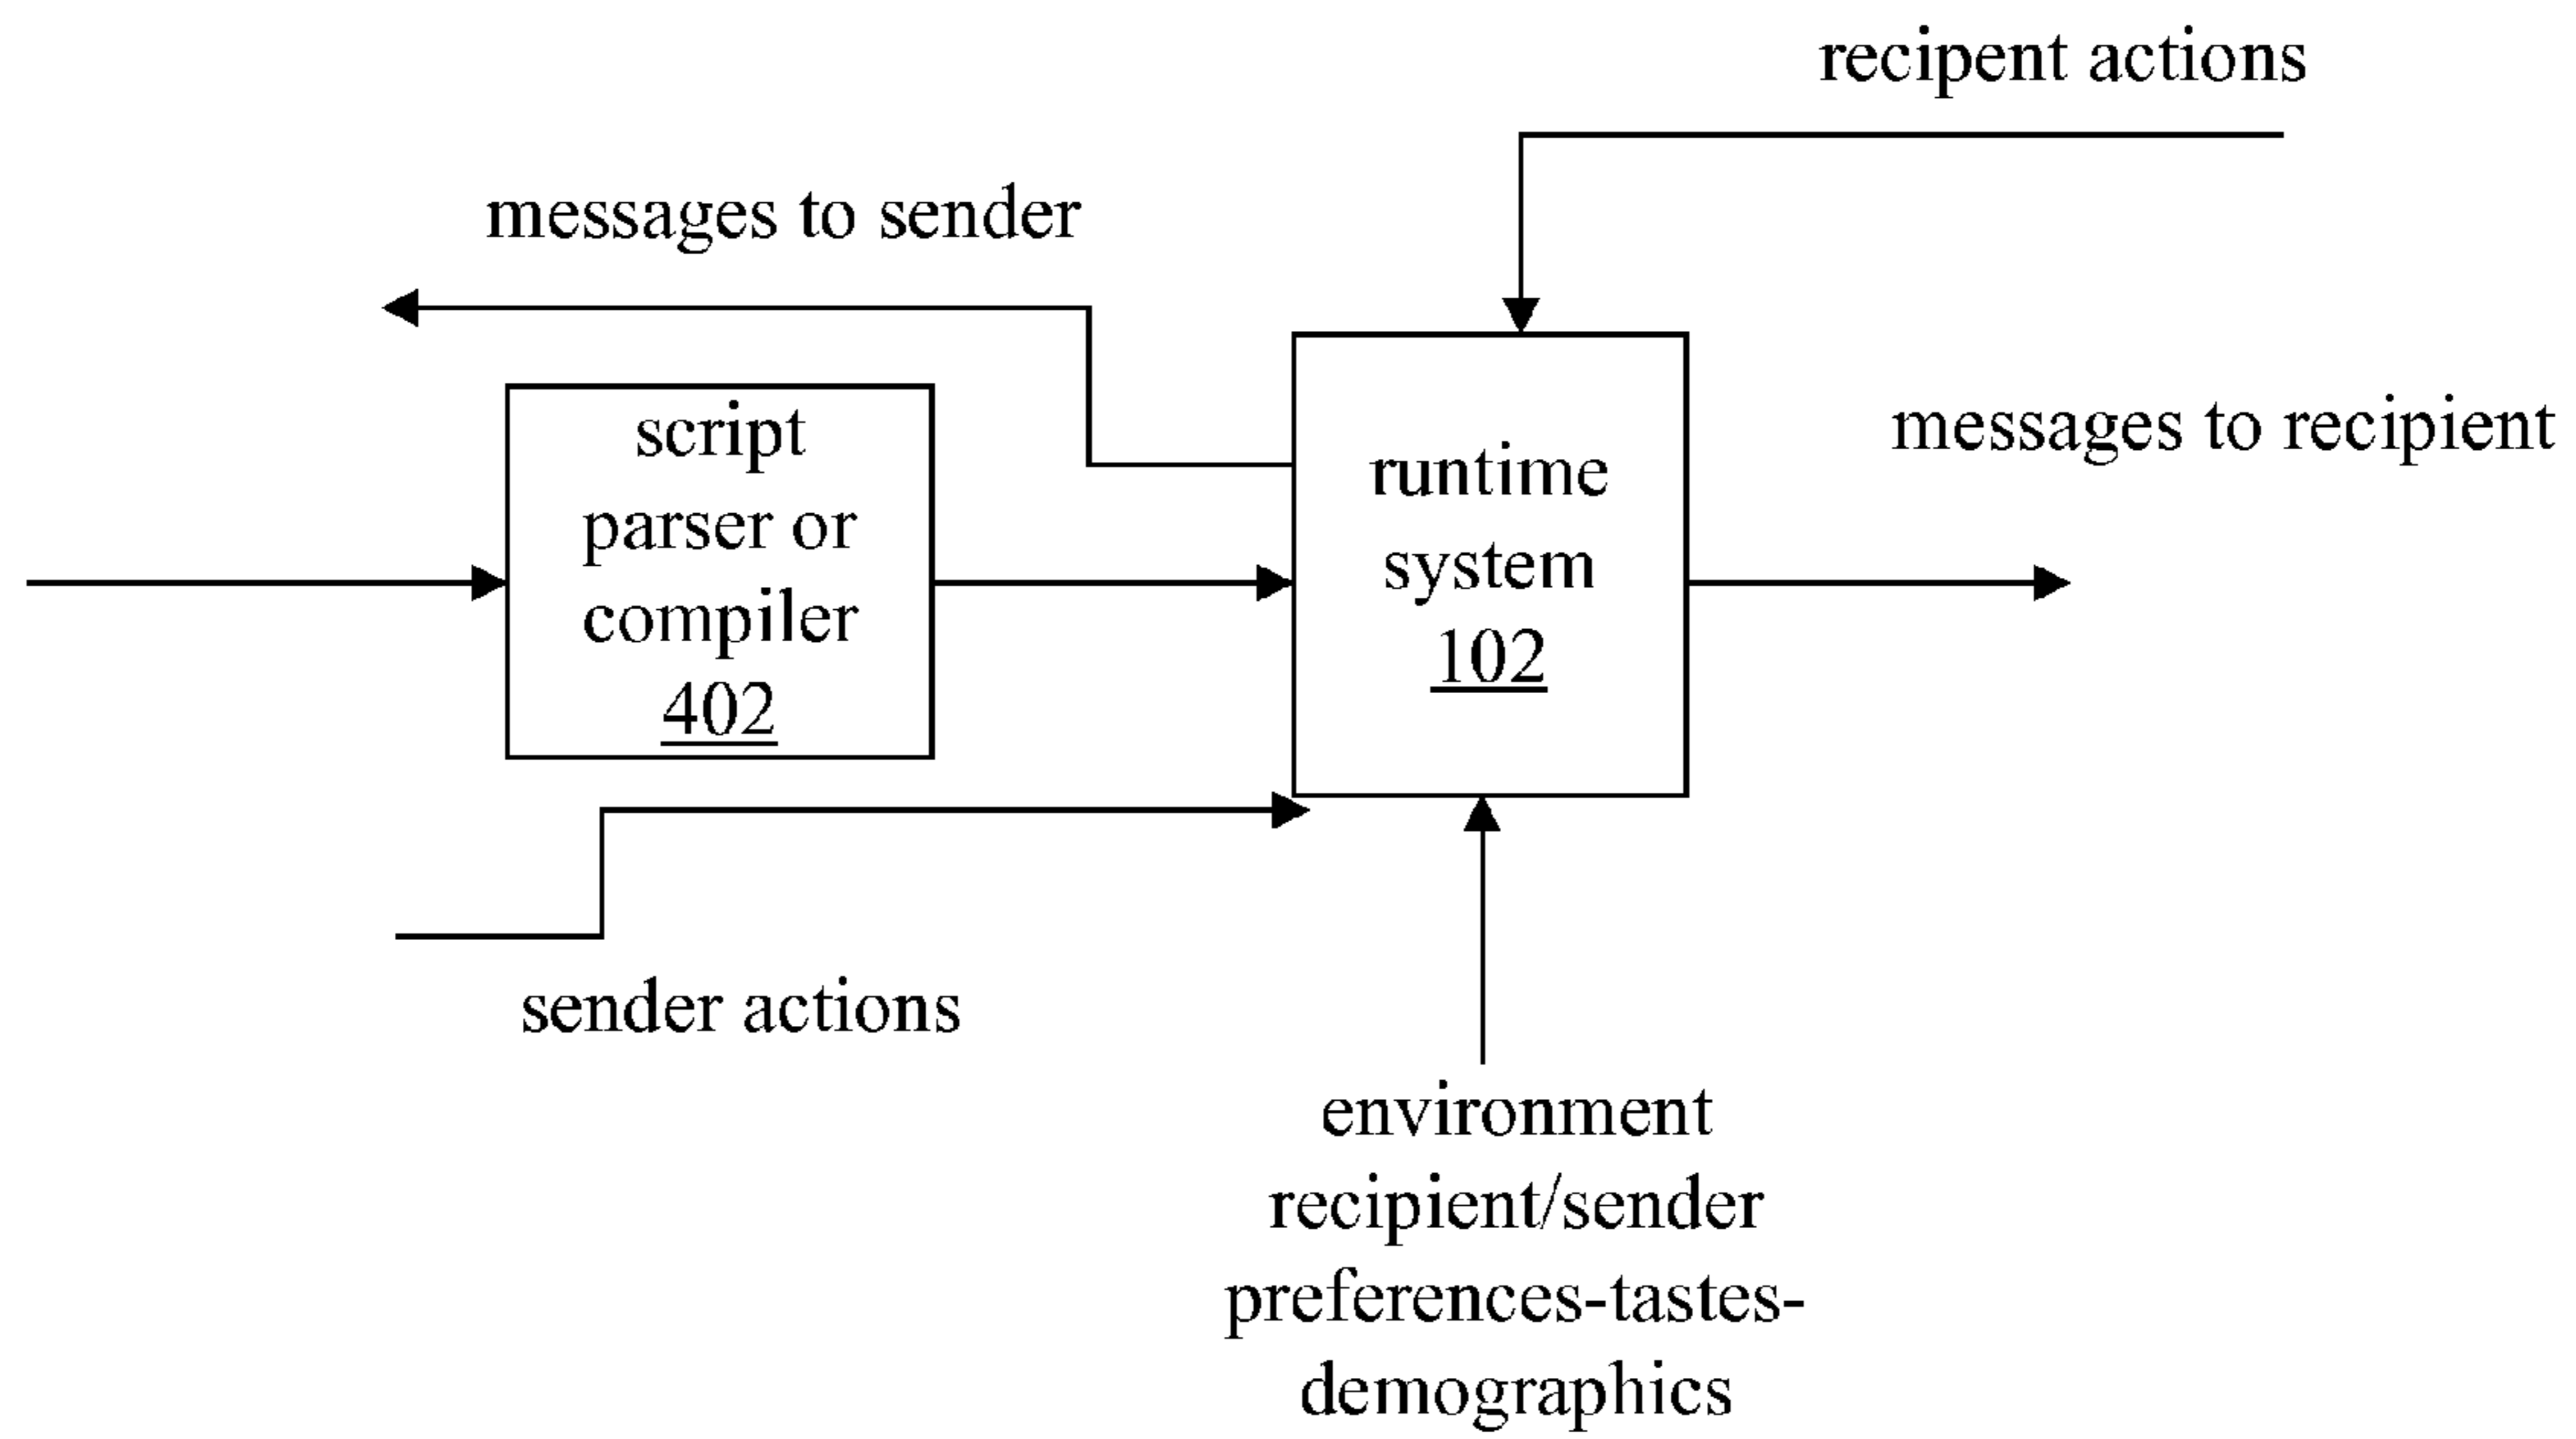 recipent actions
messages to sender
script
parser or
compiler
402
runtime
system
102
messages to recipient
sender actions
environment
recipient/sender
preferences-tastes-
demographics